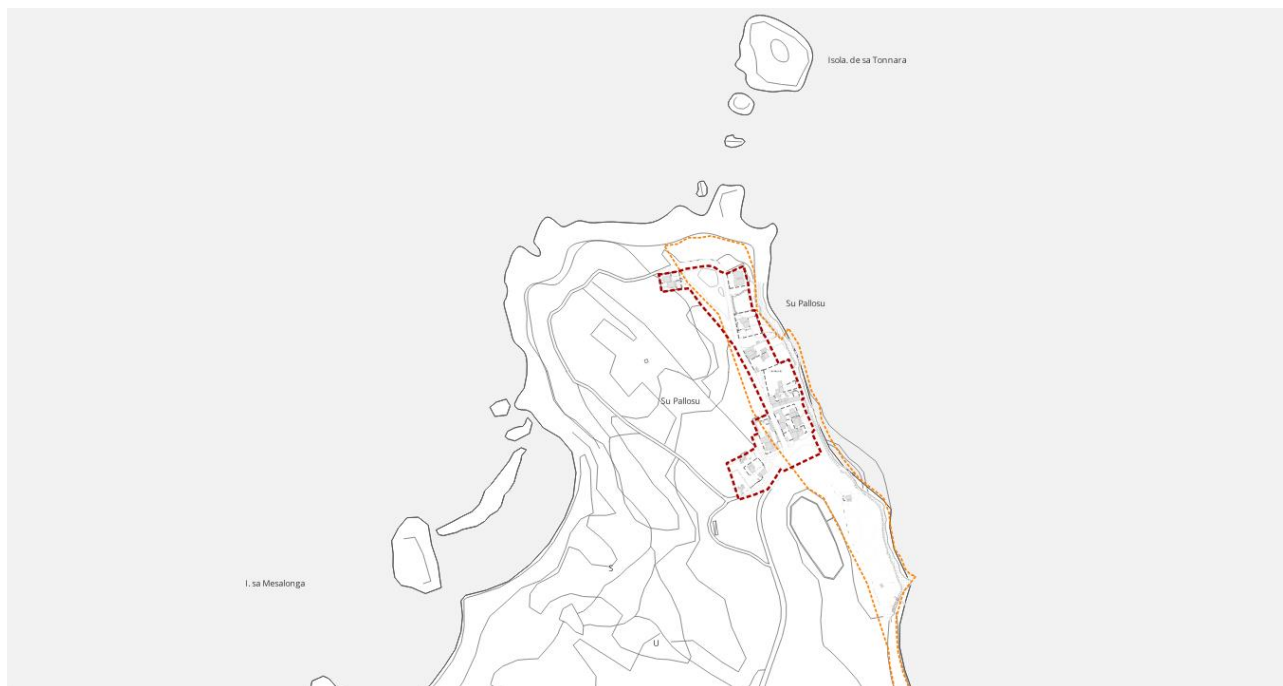 Isola. de sa Tonnara
Su Pallosu
Su Pallosu
S
I. sa Mesalonga
U